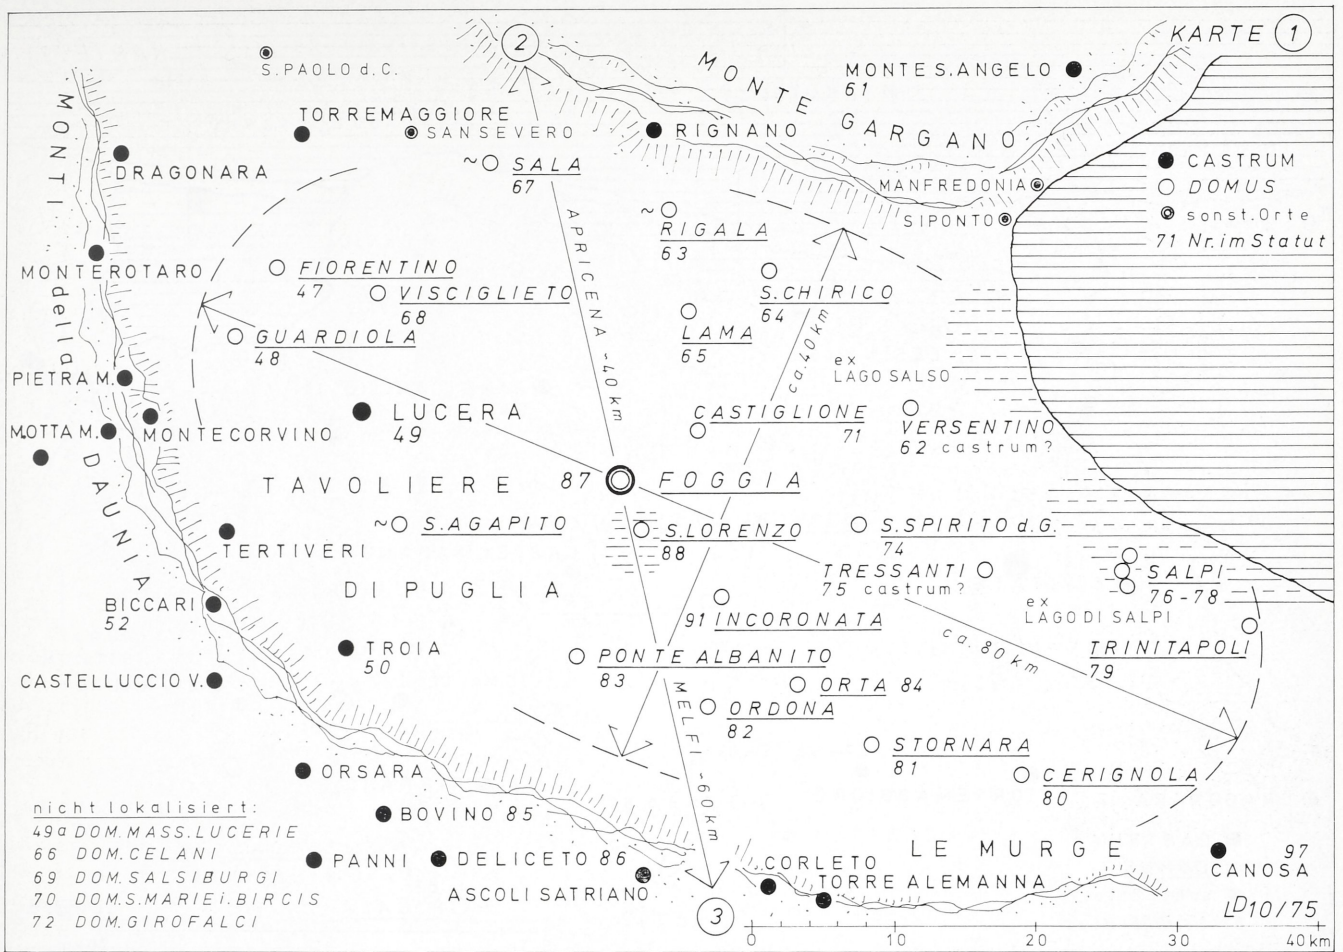 KARTE 1
2
S. PAOLO d. C.
MONTE GARGANO
MONTE S. ANGELO
61
TORREMAGGIORE
SANSEVERO
RIGNANO
CASTRUM
DOMUS
sonst. Orte
71 Nr. im Statut
MONTI della DAUNIA
DRAGONARA
~ SALA
67
MANFREDONIA
SIPONTO
APRICENA -40 km
~ RIGALA
63
MONTEROTARO
FIORENTINO
47
VISCIGLIETO
68
S. CHIRICO
64
GUARDIOLA
48
LAMA
65
ca. 40 km
ex
LAGO SALSO
PIETRA M.
MOTTA M.
MONTECORVINO
LUCERA
49
CASTIGLIONE
71
VERSENTINO
62 castrum?
TAVOLIERE
87 FOGGIA
~ S. AGAPITO
S. LORENZO
88
S. SPIRITO d. G.
74
TERTIVERI
DI PUGLIA
TRESSANTI
75 castrum?
SALPI
76-78
BICCARI
52
91 INCORONATA
ex
LAGO DI SALPI
TROIA
50
ca. 80 km
TRINITAPOLI
79
PONTE ALBANITO
83
CASTELLUCCIO V.
MELFI -60 km
ORTA 84
ORDONA
82
STORNARA
81
CERIGNOLA
80
ORSARA
nicht lokalisiert:
49a DOM. MASS. LUCERIE
66 DOM. CELANI
69 DOM. SALSIBURGI
70 DOM. S. MARIE i. BIRCIS
72 DOM. GIROFALCI
BOVINO 85
PANNI
DELICETO 86
ASCOLI SATRIANO
LE MURGE
CORLETO
TORRE ALEMANNA
97
CANOSA
3
LD 10/75
0 10 20 30 40 km